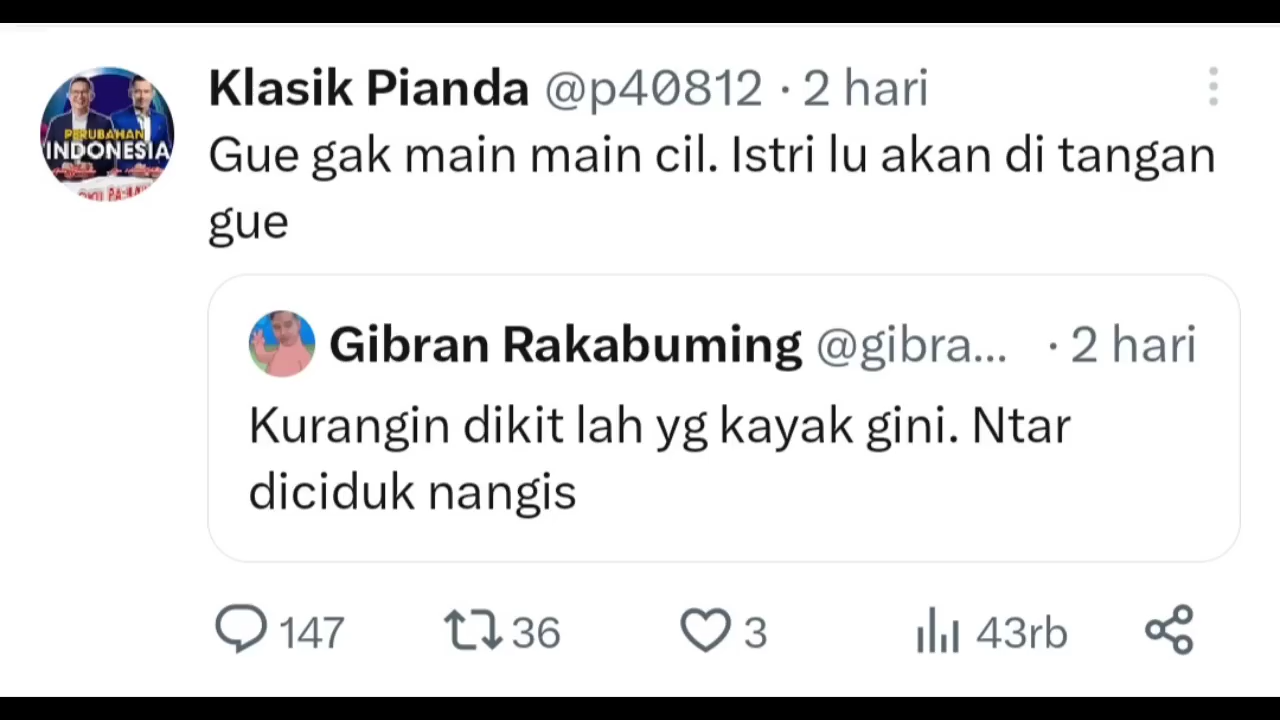 Klasik Pianda @p40812 · 2 hari
PERUBAHAN
INDONESIA
Gue gak main main cil. Istri lu akan di tangan
gue
Gibran Rakabuming @gibra... · 2 hari
Kurangin dikit lah yg kayak gini. Ntar
diciduk nangis
147 36 3 43rb